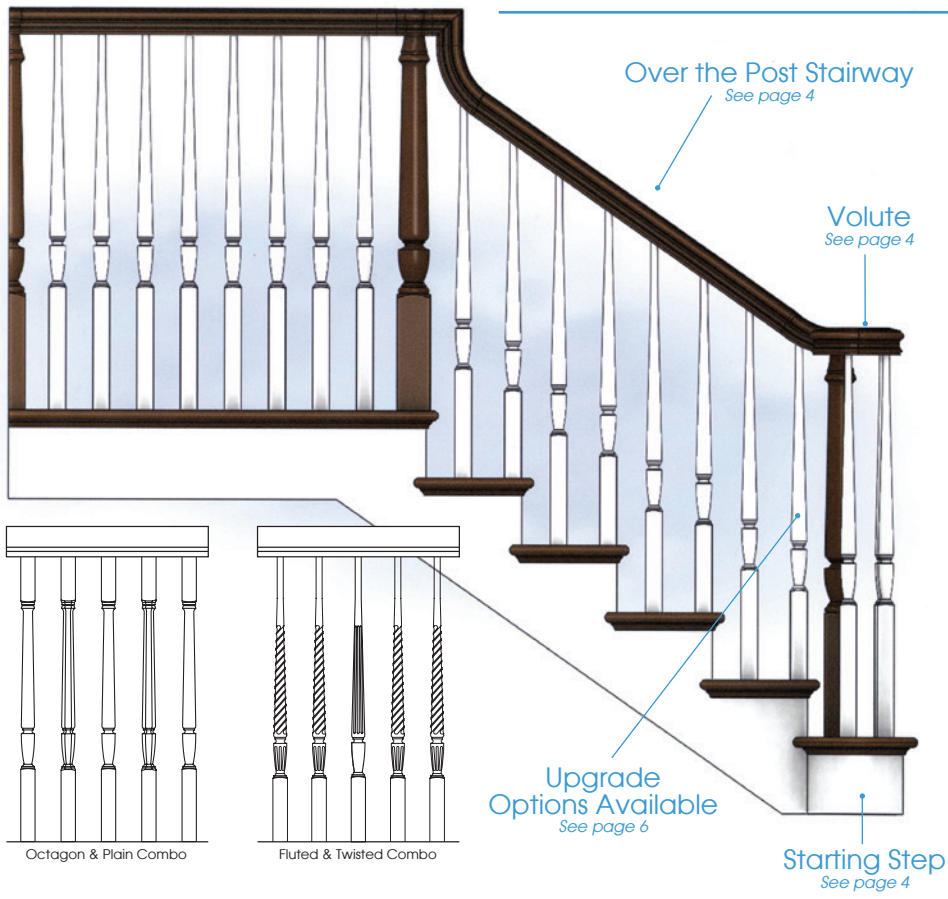 Over the Post Stairway
See page 4
Volute
See page 4
Octagon & Plain Combo
Fluted & Twisted Combo
Upgrade
Options Available
See page 6
Starting Step
See page 4